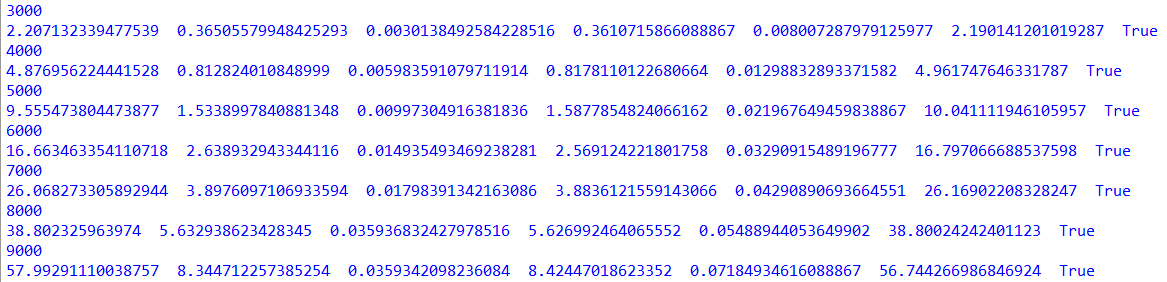 3000
2.207132339477539  0.36505579948425293  0.0030138492584228516  0.3610715866088867  0.008007287979125977  2.190141201019287  True
4000
4.876956224441528  0.812824010848999  0.005983591079711914  0.8178110122680664  0.01298832893371582  4.961747646331787  True
5000
9.555473804473877  1.5338997840881348  0.00997304916381836  1.5877854824066162  0.021967649459838867  10.041111946105957  True
6000
16.663463354110718  2.638932943344116  0.014935493469238281  2.569124221801758  0.03290915489196777  16.797066688537598  True
7000
26.068273305892944  3.8976097106933594  0.01798391342163086  3.8836121559143066  0.04290890693664551  26.16902208328247  True
8000
38.802325963974  5.632938623428345  0.035936832427978516  5.626992464065552  0.05488944053649902  38.80024242401123  True
9000
57.99291110038757  8.344712257385254  0.0359342098236084  8.42447018623352  0.07184934616088867  56.744266986846924  True